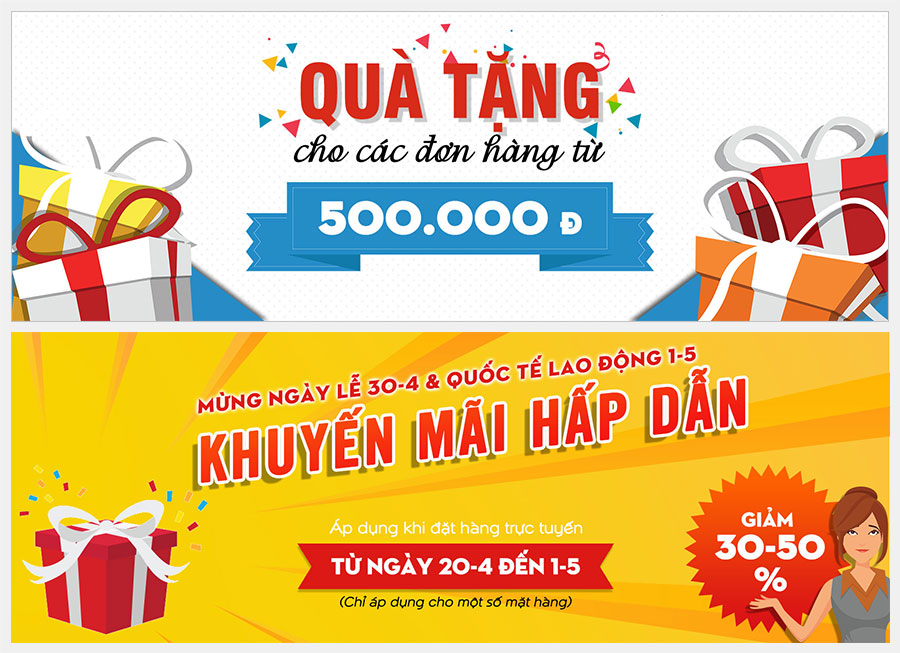 QUÀ TẶNG
cho các đơn hàng từ
500.000 Đ
MỪNG NGÀY LỄ 30-4 & QUỐC TẾ LAO ĐỘNG 1-5
KHUYẾN MÃI HẤP DẪN
Áp dụng khi đặt hàng trực tuyến
TỪ NGÀY 20-4 ĐẾN 1-5
(Chỉ áp dụng cho một số mặt hàng)
GIẢM
30-50
%